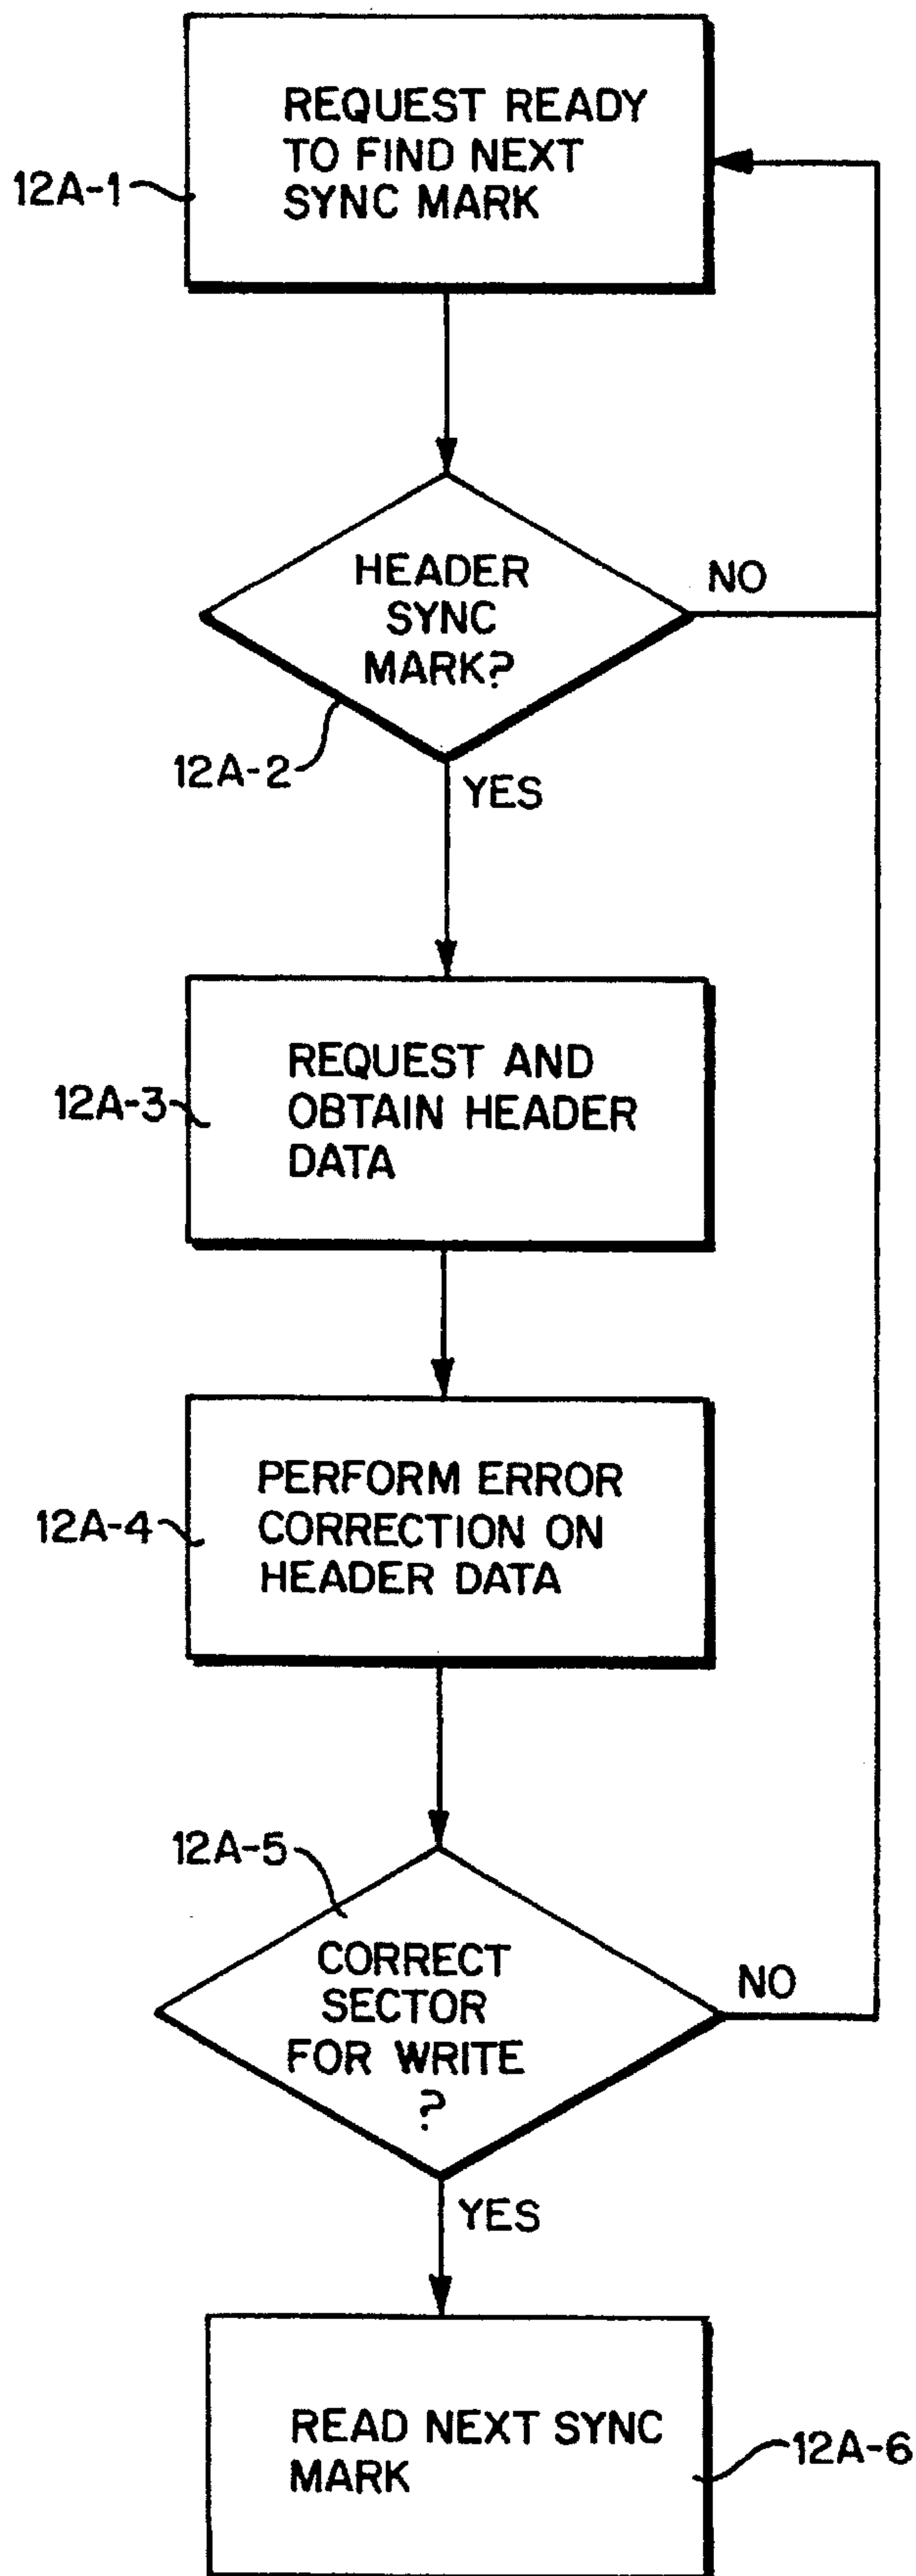 REQUEST READY
TO FIND NEXT
SYNC MARK
12A-1
HEADER
SYNC
MARK?
NO
12A-2
YES
REQUEST AND
OBTAIN HEADER
DATA
12A-3
PERFORM ERROR
CORRECTION ON
HEADER DATA
12A-4
12A-5
CORRECT
SECTOR
FOR WRITE
?
NO
YES
READ NEXT SYNC
MARK
12A-6